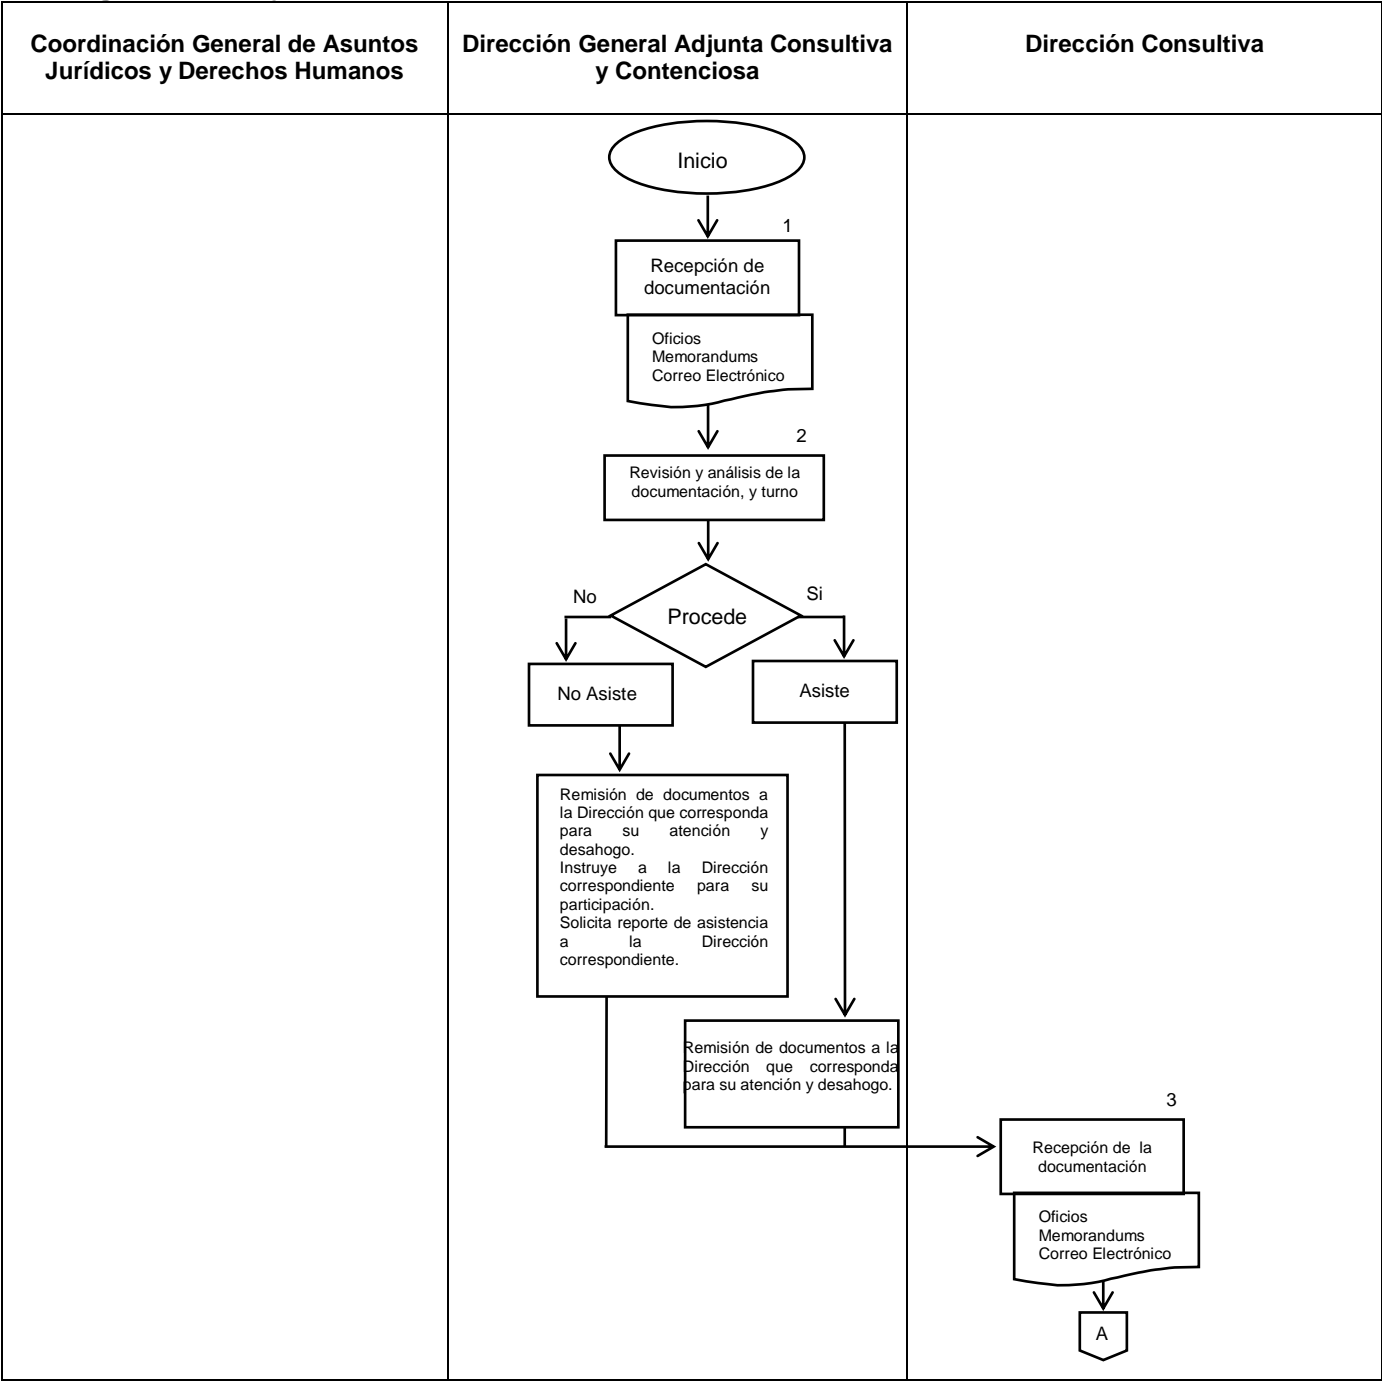 Coordinación General de Asuntos
Jurídicos y Derechos Humanos
Dirección General Adjunta Consultiva
y Contenciosa
Dirección Consultiva
Inicio
1
Recepción de
documentación
Oficios
Memorandums
Correo Electrónico
2
Revisión y análisis de la
documentación, y turno
No
Procede
Si
No Asiste
Asiste
Remisión de documentos a
la Dirección que corresponda
para su atención y
desahogo.
Instruye a la Dirección
correspondiente para su
participación.
Solicita reporte de asistencia
a la Dirección
correspondiente.
Remisión de documentos a la
Dirección que corresponda
para su atención y desahogo.
3
Recepción de la
documentación
Oficios
Memorandums
Correo Electrónico
A